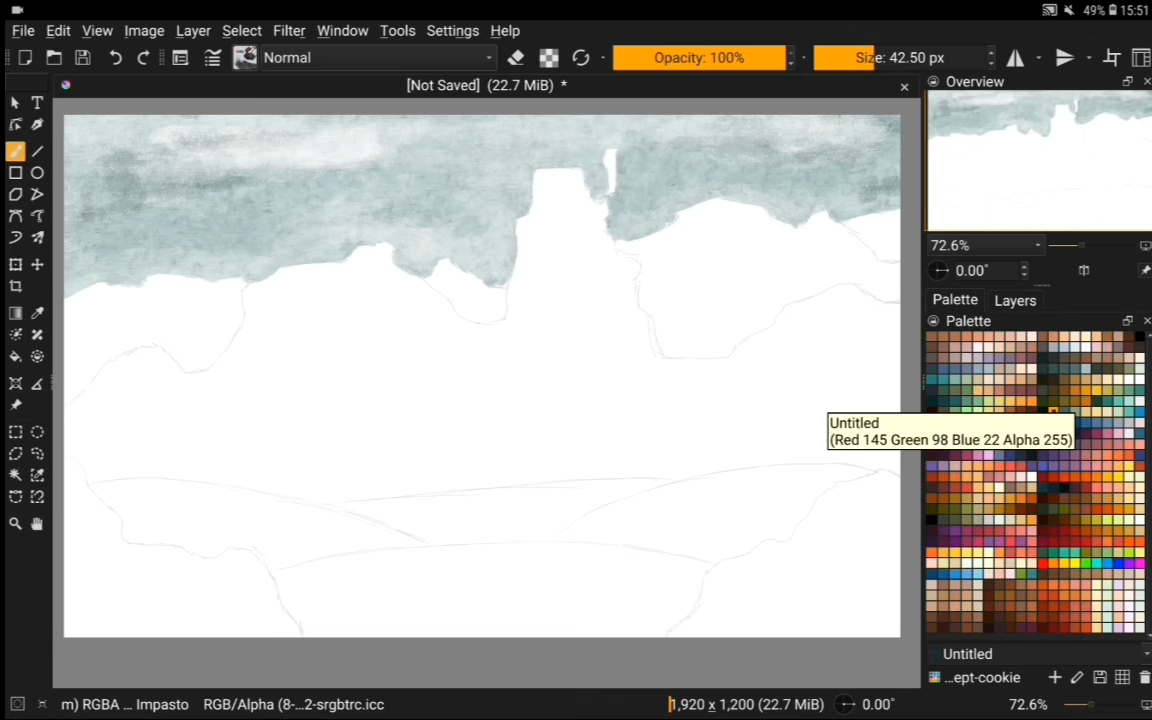 49% 15:51
File Edit View Image Layer Select Filter Window Tools Settings Help
Normal Opacity: 100% Size: 42.50 px
[Not Saved] (22.7 MiB) * Overview
72.6%
0.00°
Palette Layers
Palette
Untitled
(Red 145 Green 98 Blue 22 Alpha 255)
Untitled
...ept-cookie
m) RGBA ... Impasto RGB/Alpha (8-...2-srgbtrc.icc 1,920 x 1,200 (22.7 MiB) 0.00° 72.6%